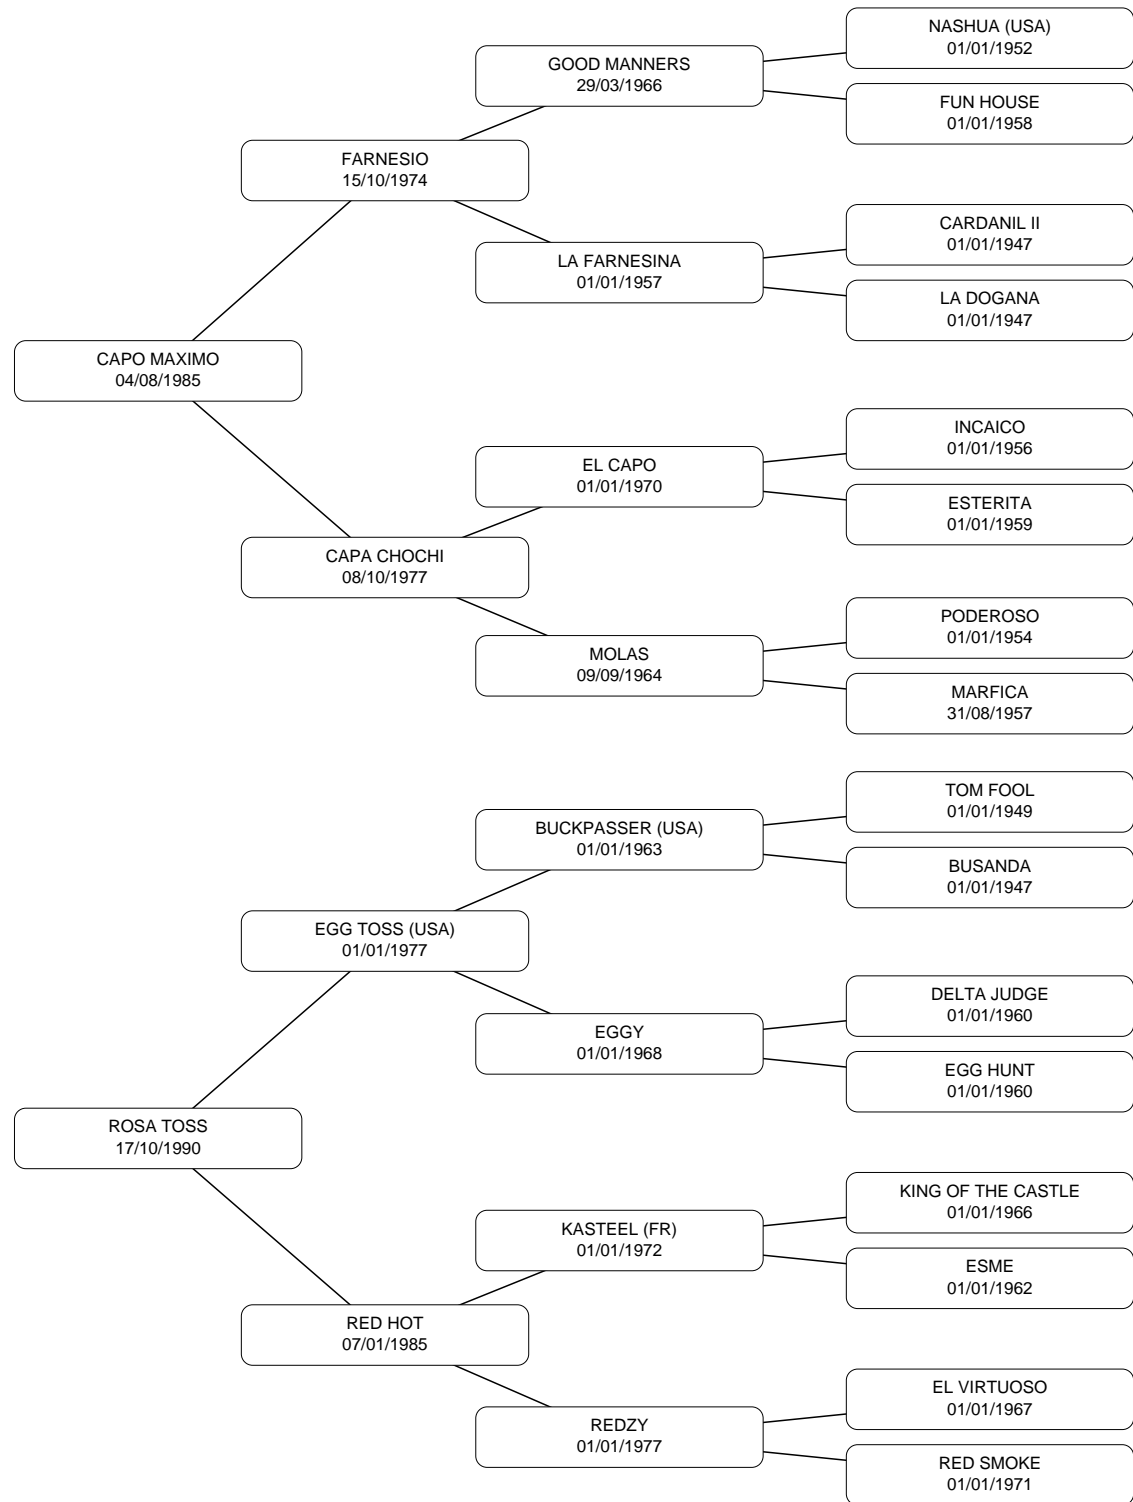 NASHUA (USA)
01/01/1952
GOOD MANNERS
29/03/1966
FUN HOUSE
01/01/1958
FARNESIO
15/10/1974
CARDANIL II
01/01/1947
LA FARNESINA
01/01/1957
LA DOGANA
01/01/1947
CAPO MAXIMO
04/08/1985
INCAICO
01/01/1956
EL CAPO
01/01/1970
ESTERITA
01/01/1959
CAPA CHOCHI
08/10/1977
PODEROSO
01/01/1954
MOLAS
09/09/1964
MARFICA
31/08/1957
TOM FOOL
01/01/1949
BUCKPASSER (USA)
01/01/1963
BUSANDA
01/01/1947
EGG TOSS (USA)
01/01/1977
DELTA JUDGE
01/01/1960
EGGY
01/01/1968
EGG HUNT
01/01/1960
ROSA TOSS
17/10/1990
KING OF THE CASTLE
01/01/1966
KASTEEL (FR)
01/01/1972
ESME
01/01/1962
RED HOT
07/01/1985
EL VIRTUOSO
01/01/1967
REDZY
01/01/1977
RED SMOKE
01/01/1971